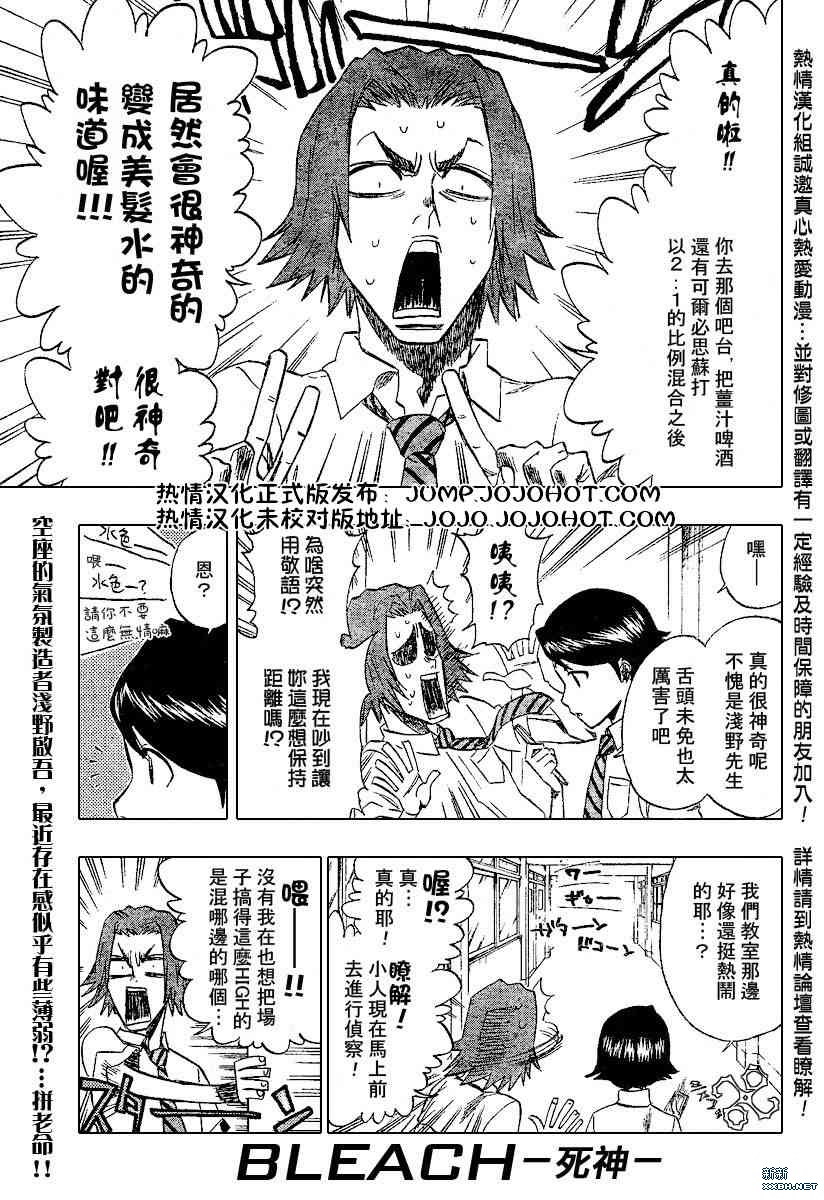 真的啦!!
你去那個吧台,把薑汁啤酒
還有可爾必思蘇打
以2:1的比例混合之後
居然會很神奇的
變成美髮水的
味道喔!!!
很神奇
對吧!!
熱情漢化組誠邀真心熱愛動漫…並對修圖或翻譯有一定經驗及時間保障的朋友加入! 詳情請到熱情論壇查看瞭解!
热情汉化正式版发布: JUMP.JOJOHOT.COM
热情汉化未校对版地址: JOJO.JOJOHOT.COM
嘿——
真的很神奇呢
不愧是淺野先生
舌頭未免也太
厲害了吧
咦咦!?
為啥突然
用敬語!?
我現在吵到讓
妳這麼想保持
距離嗎!?
恩?
水色一
喂一
水色一?
請你不要
這麼無情嘛
我們教室那邊
好像還挺熱鬧
的耶…?
喔!?
真…
真的耶!
瞭解!
小人現在馬上前
去進行偵察!
喂——!!
沒有我在也想把場
子搞得這麼HIGH的
是混哪邊的哪個…
空座的氣氛製造者淺野啟吾，最近存在感似乎有些薄弱!?…拼老命!!
BLEACH－死神－
新新
XXDM.NET